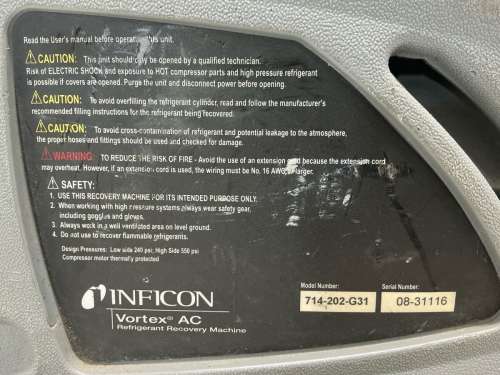 Read the User's manual before operating this unit.
CAUTION: This unit should only be opened by a qualified technician.
Risk of ELECTRIC SHOCK and exposure to HOT compressor parts and high pressure refrigerant
is possible if covers are opened. Purge the unit and disconnect power before opening.
CAUTION: To avoid overfilling the refrigerant cylinder, read and follow the manufacturer's
recommended filling instructions for the refrigerant being recovered.
CAUTION: To avoid cross-contamination of refrigerant and potential leakage to the atmosphere,
the proper hoses and fittings should be used and checked for damage.
WARNING: TO REDUCE THE RISK OF FIRE - Avoid the use of an extension cord because the extension cord
may overheat. However, if an extension cord is used, the wiring must be No. 16 AWG or larger.
SAFETY:
1. USE THIS RECOVERY MACHINE FOR ITS INTENDED PURPOSE ONLY.
2. When working with high pressure systems always wear safety gear,
including goggles and gloves.
3. Always work in a well ventilated area on level ground.
4. Do not use to recover flammable refrigerants.
Design Pressures: Low side 240 psi, High Side 550 psi
Compressor motor thermally protected
INFICON
Vortex® AC
Refrigerant Recovery Machine
Model Number:
714-202-G31
Serial Number:
08-31116